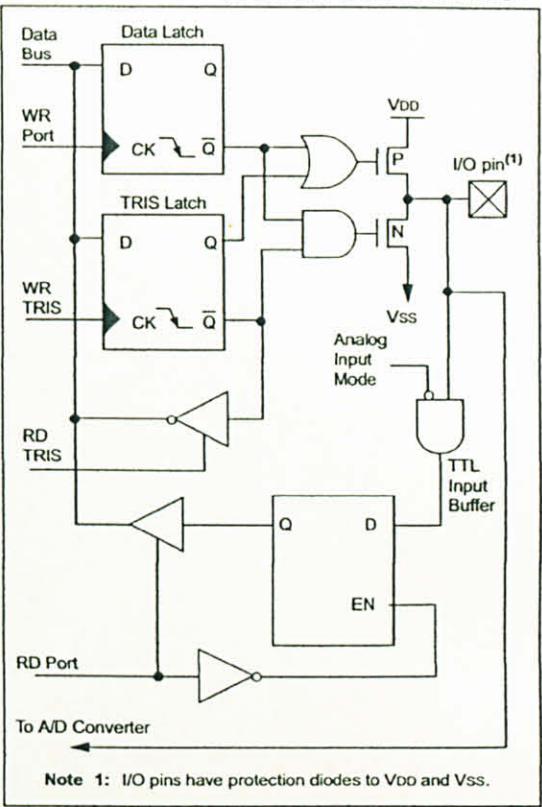 Data
Bus
Data Latch
D
Q
WR
Port
CK
Q
VDD
P
I/O pin(1)
TRIS Latch
D
Q
N
WR
TRIS
CK
Q
VSS
Analog
Input
Mode
RD
TRIS
TTL
Input
Buffer
Q
D
EN
RD Port
To A/D Converter
Note 1: I/O pins have protection diodes to VDD and VSS.